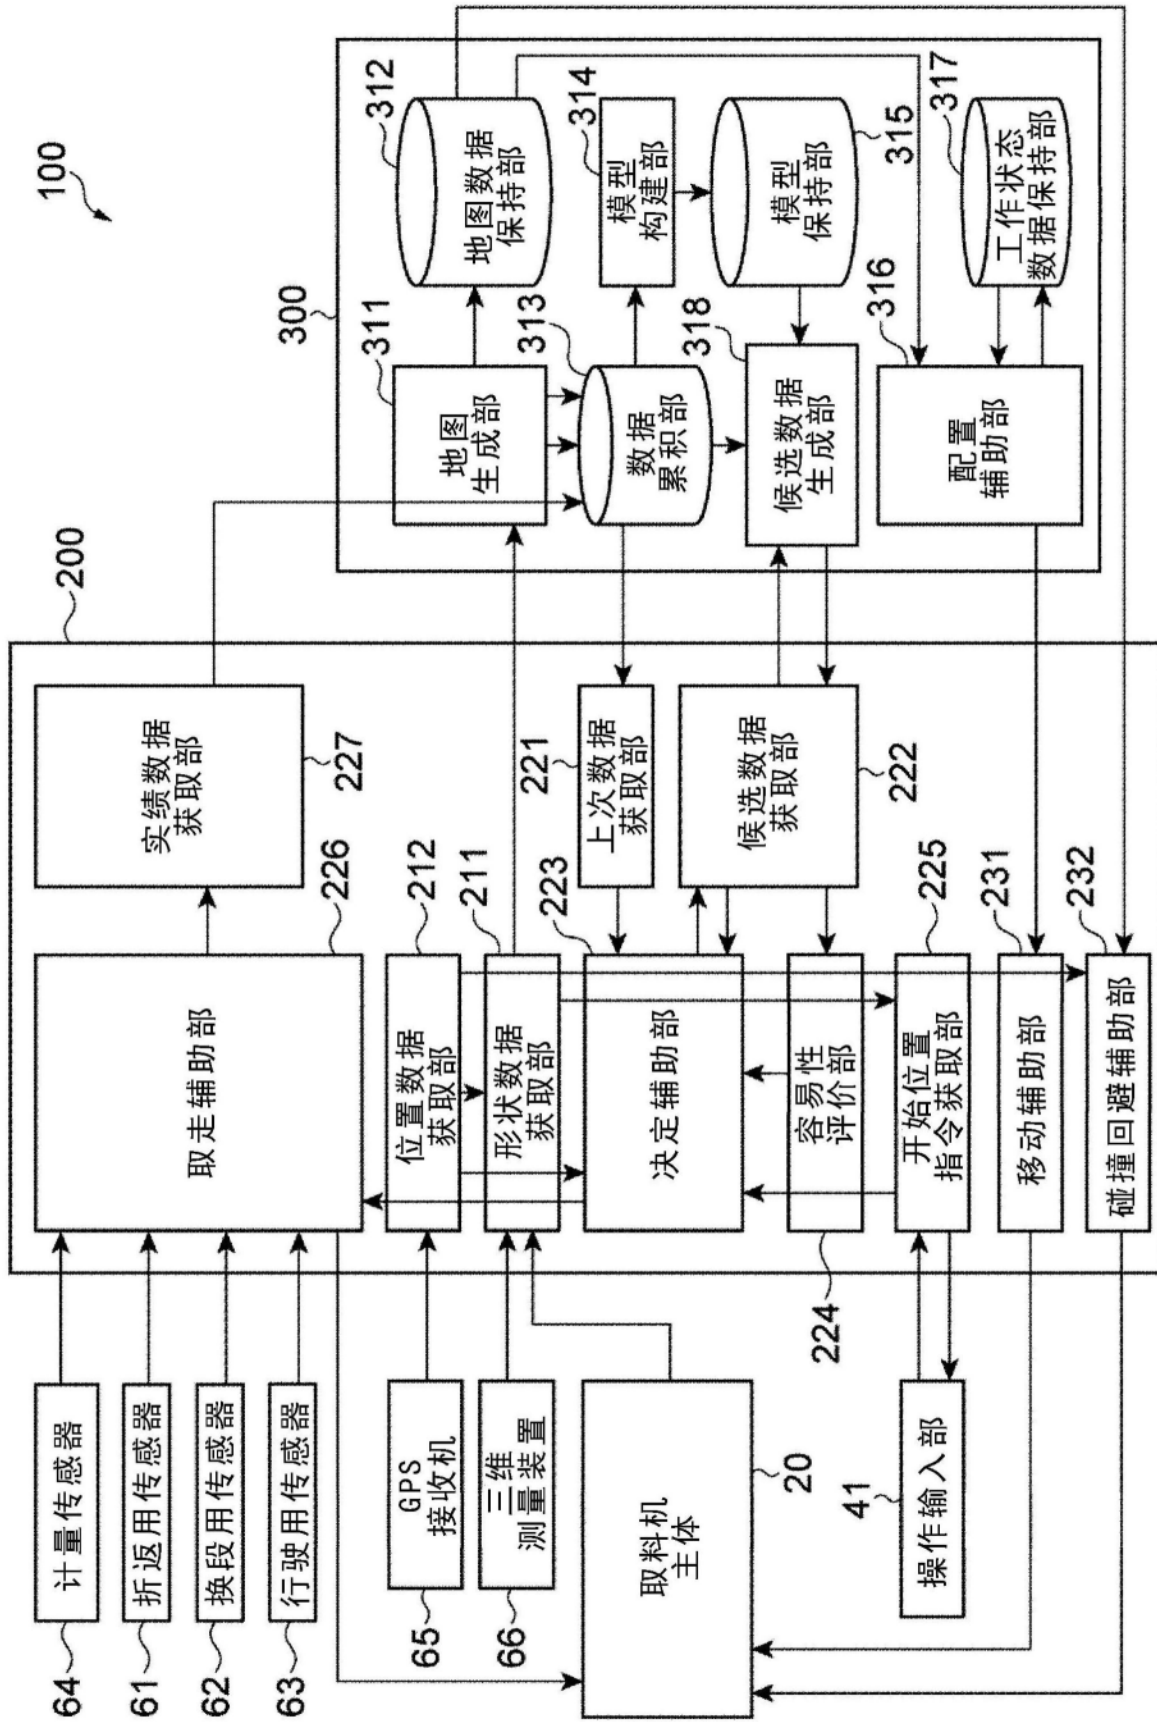 100
200
300
64
计量传感器
61
折返用传感器
62
换段用传感器
63
行驶用传感器
65
GPS
接收机
66
三维
测量装置
取料机
主体
20
41
操作输入部
取走辅助部
226
实绩数据
获取部
227
位置数据
获取部
212
形状数据
获取部
211
上次数据
获取部
221
决定辅助部
223
候选数据
获取部
222
容易性
评价部
224
开始位置
指令获取部
225
移动辅助部
231
碰撞回避辅助部
232
地图
生成部
311
地图数据
保持部
312
数据
累积部
313
模型
构建部
314
模型
保持部
315
候选数据
生成部
318
配置
辅助部
316
工作状态
数据保持部
317